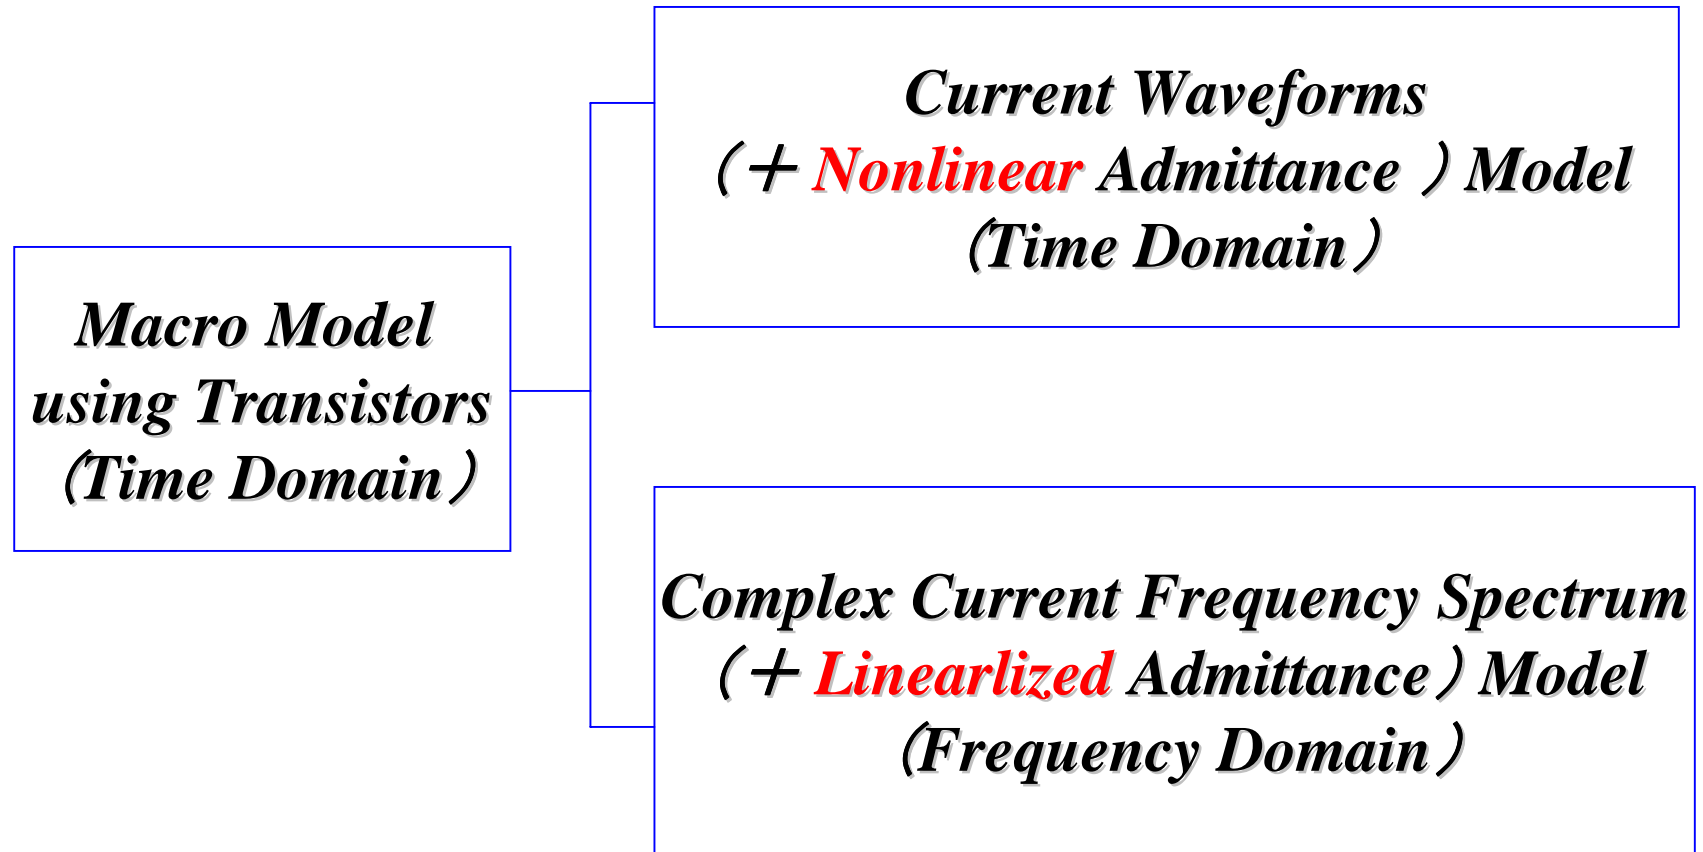 Macro Model
using Transistors
（Time Domain）
Current Waveforms
（＋ Nonlinear Admittance ）Model
（Time Domain）
Complex Current Frequency Spectrum
（＋ Linearlized Admittance）Model
（Frequency Domain）